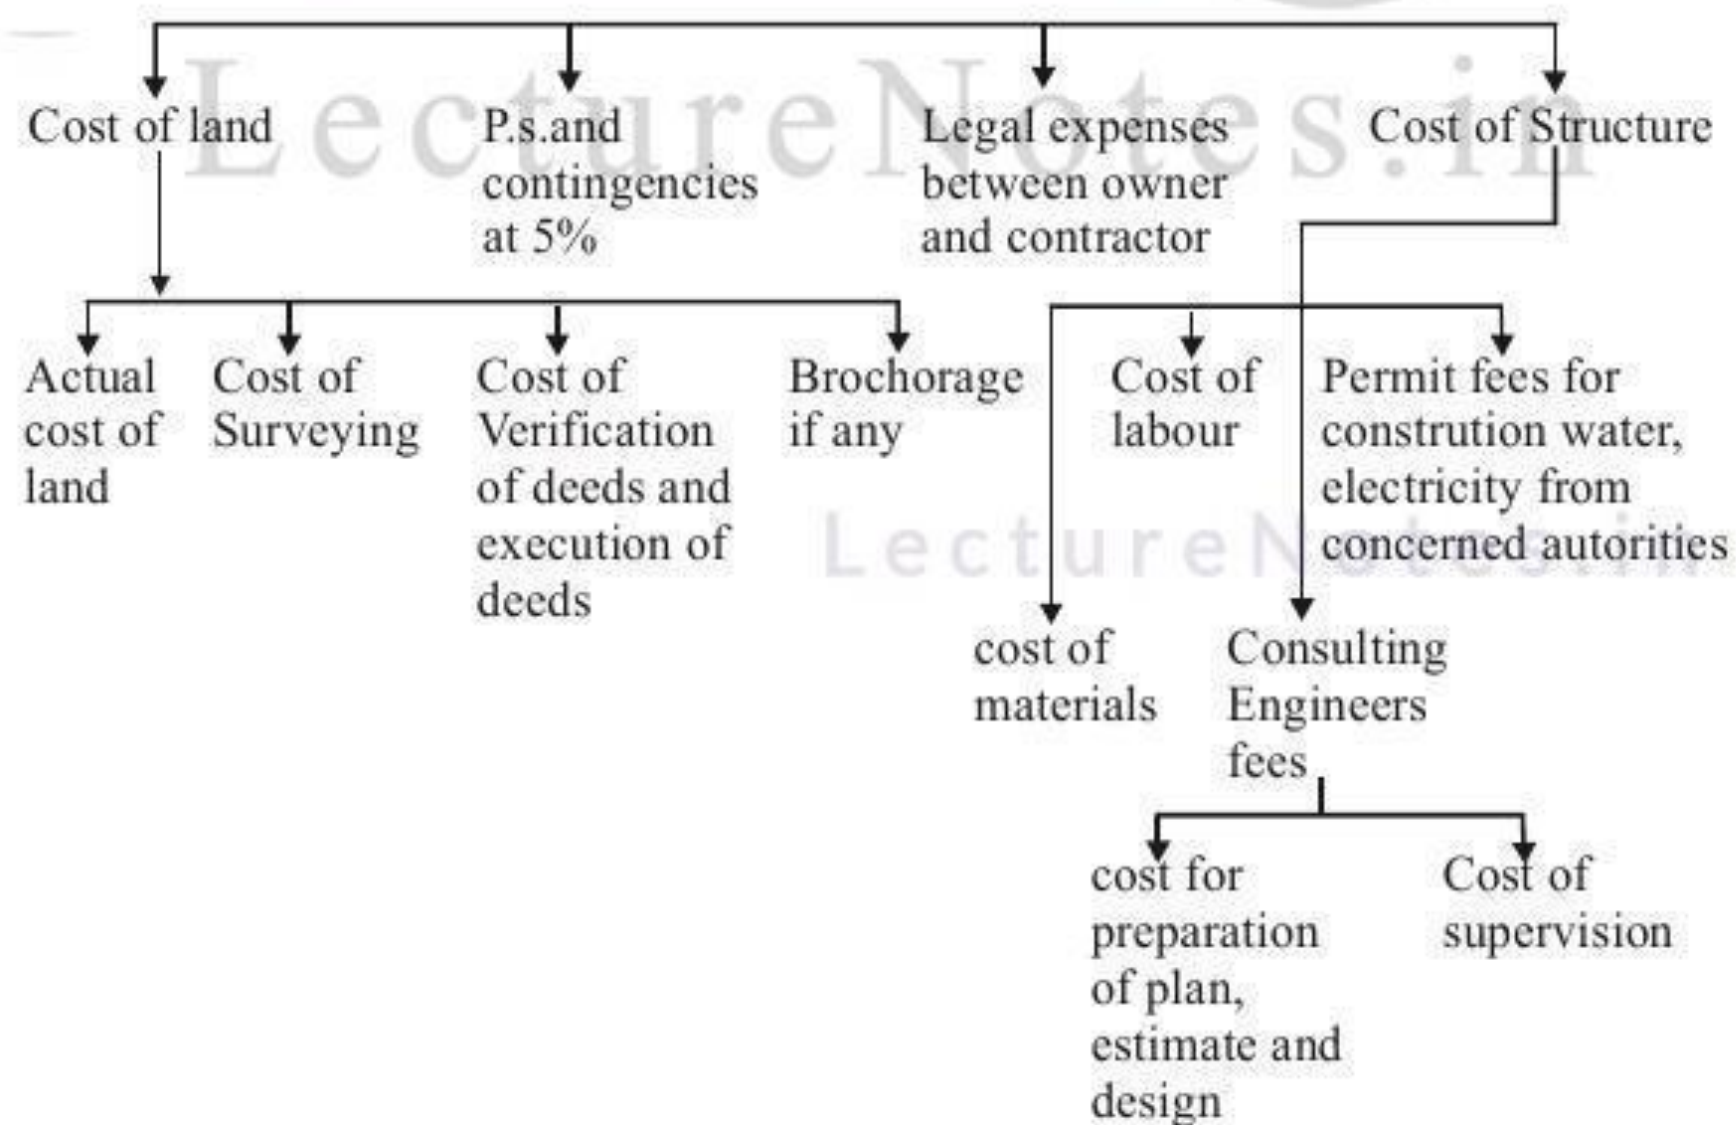 LectureNotes.in
Cost of land
P.s.and
contingencies
at 5%
Legal expenses
between owner
and contractor
Cost of Structure
Actual
cost of
land
Cost of
Surveying
Cost of
Verification
of deeds and
execution of
deeds
Brochorage
if any
Cost of
labour
Permit fees for
constrution water,
electricity from
concerned autorities
LectureNotes.in
cost of
materials
Consulting
Engineers
fees
cost for
preparation
of plan,
estimate and
design
Cost of
supervision